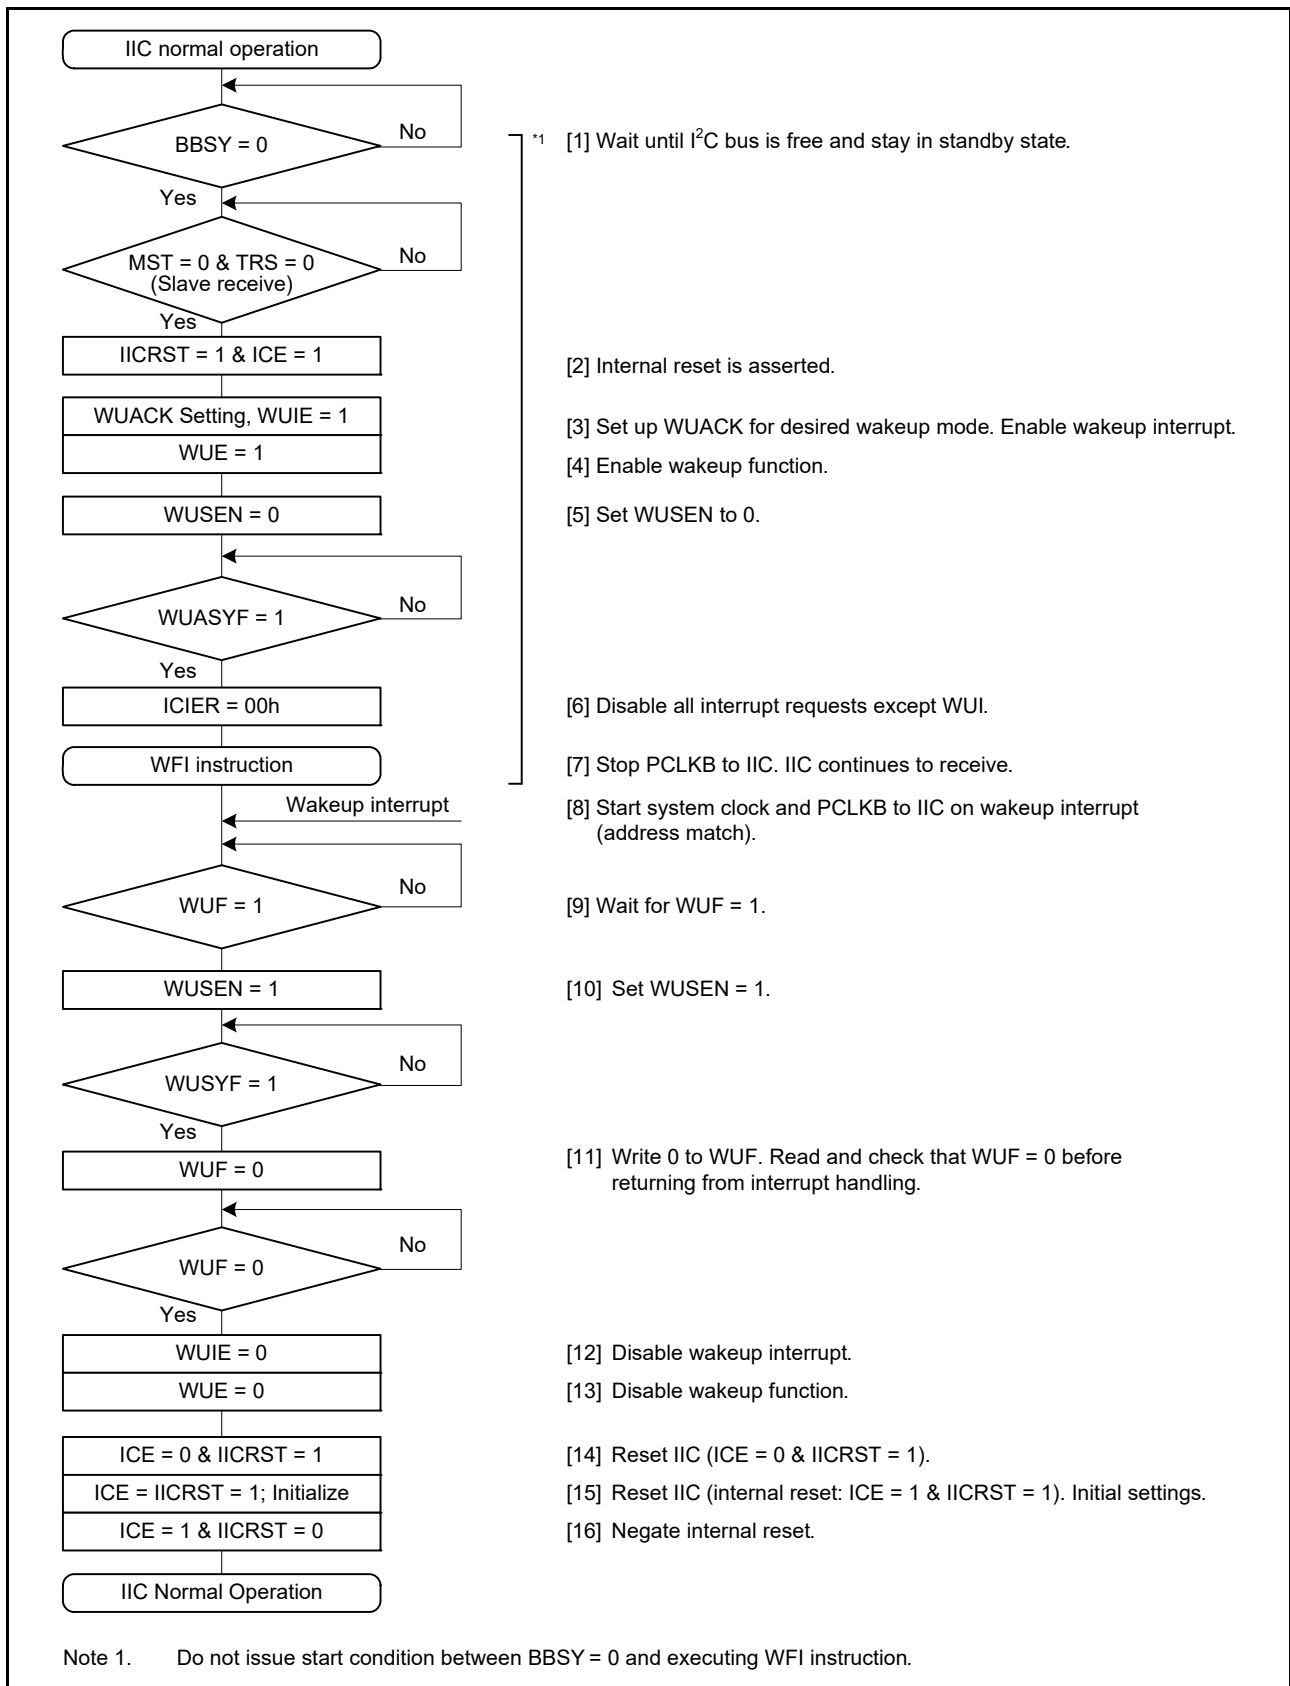 IIC normal operation
BBSY = 0
No
*1 [1] Wait until I²C bus is free and stay in standby state.
Yes
MST = 0 & TRS = 0
(Slave receive)
No
Yes
IICRST = 1 & ICE = 1
[2] Internal reset is asserted.
WUACK Setting, WUIE = 1
[3] Set up WUACK for desired wakeup mode. Enable wakeup interrupt.
WUE = 1
[4] Enable wakeup function.
WUSEN = 0
[5] Set WUSEN to 0.
WUASYF = 1
No
Yes
ICIER = 00h
[6] Disable all interrupt requests except WUI.
WFI instruction
[7] Stop PCLKB to IIC. IIC continues to receive.
Wakeup interrupt
[8] Start system clock and PCLKB to IIC on wakeup interrupt
(address match).
WUF = 1
No
[9] Wait for WUF = 1.
WUSEN = 1
[10] Set WUSEN = 1.
WUSYF = 1
No
Yes
WUF = 0
[11] Write 0 to WUF. Read and check that WUF = 0 before
returning from interrupt handling.
WUF = 0
No
Yes
WUIE = 0
[12] Disable wakeup interrupt.
WUE = 0
[13] Disable wakeup function.
ICE = 0 & IICRST = 1
[14] Reset IIC (ICE = 0 & IICRST = 1).
ICE = IICRST = 1; Initialize
[15] Reset IIC (internal reset: ICE = 1 & IICRST = 1). Initial settings.
ICE = 1 & IICRST = 0
[16] Negate internal reset.
IIC Normal Operation
Note 1. Do not issue start condition between BBSY = 0 and executing WFI instruction.